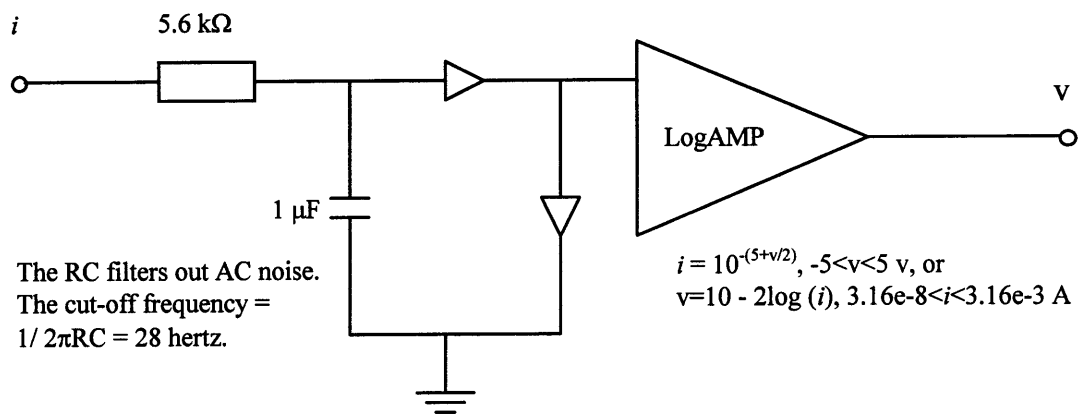 i
5.6 kΩ
v
LogAMP
1 μF
The RC filters out AC noise.
The cut-off frequency =
1/ 2πRC = 28 hertz.
i = 10^{-(5+v/2)}, -5<v<5 v, or
v=10 - 2log (i), 3.16e-8<i<3.16e-3 A